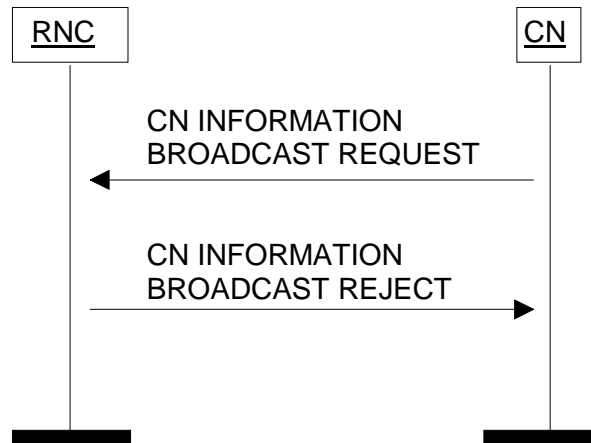 RNC
CN
CN INFORMATION
BROADCAST REQUEST
CN INFORMATION
BROADCAST REJECT